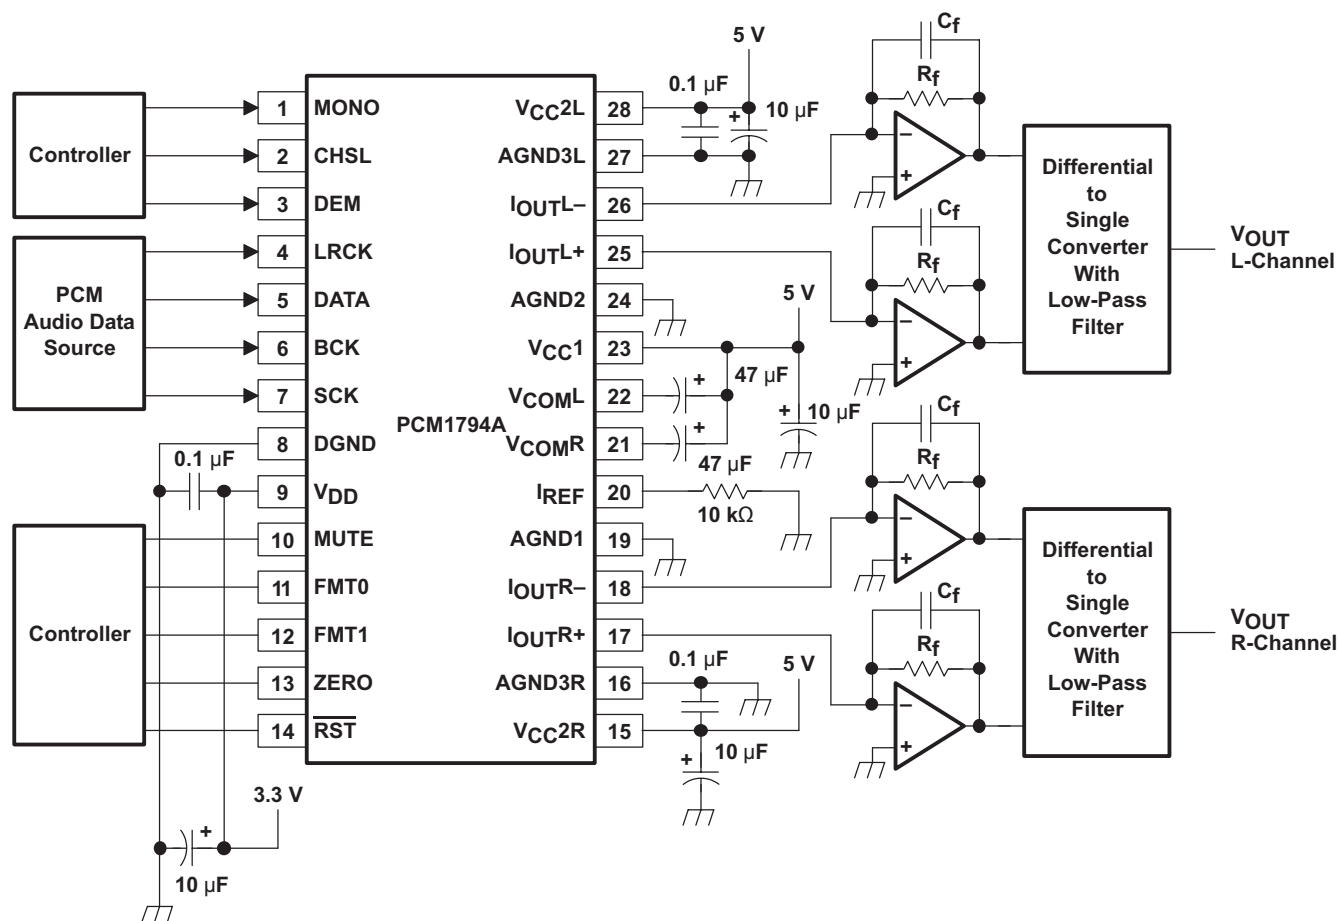 Controller
PCM
Audio Data
Source
Controller
0.1 μF
3.3 V
+
10 μF
1 MONO
2 CHSL
3 DEM
4 LRCK
5 DATA
6 BCK
7 SCK
8 DGND
9 VDD
10 MUTE
11 FMT0
12 FMT1
13 ZERO
14 RST
PCM1794A
VCC2L 28
AGND3L 27
IOUTL– 26
IOUTL+ 25
AGND2 24
VCC1 23
VCOML 22
VCOMR 21
IREF 20
AGND1 19
IOUTR– 18
IOUTR+ 17
AGND3R 16
VCC2R 15
5 V
0.1 μF
+
10 μF
5 V
+
47 μF
+
47 μF
+
10 μF
10 kΩ
0.1 μF
5 V
+
10 μF
Cf
Rf
–
+
Cf
Rf
–
+
Cf
Rf
–
+
Cf
Rf
–
+
Differential
to
Single
Converter
With
Low-Pass
Filter
VOUT
L-Channel
Differential
to
Single
Converter
With
Low-Pass
Filter
VOUT
R-Channel